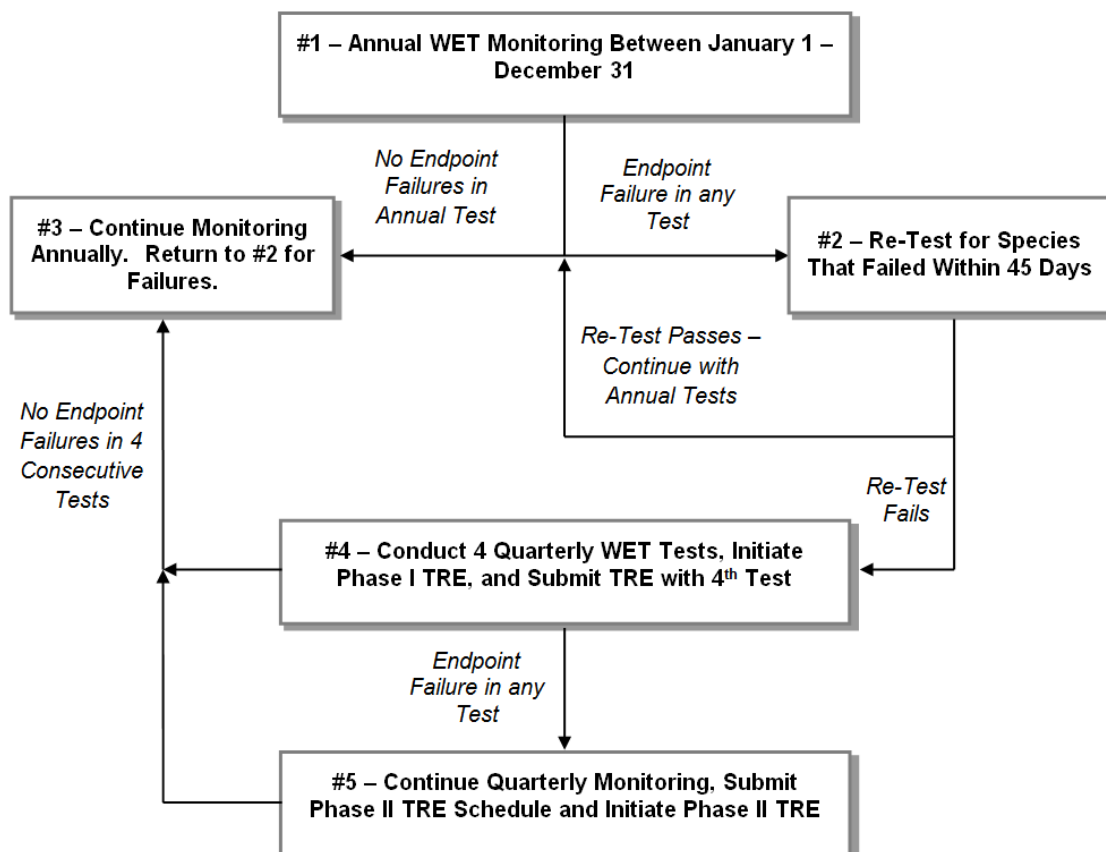 #1 – Annual WET Monitoring Between January 1 –
December 31
No Endpoint
Failures in
Annual Test
Endpoint
Failure in any
Test
#3 – Continue Monitoring
Annually. Return to #2 for
Failures.
#2 – Re-Test for Species
That Failed Within 45 Days
Re-Test Passes –
Continue with
Annual Tests
No Endpoint
Failures in 4
Consecutive
Tests
Re-Test
Fails
#4 – Conduct 4 Quarterly WET Tests, Initiate
Phase I TRE, and Submit TRE with 4th Test
Endpoint
Failure in any
Test
#5 – Continue Quarterly Monitoring, Submit
Phase II TRE Schedule and Initiate Phase II TRE